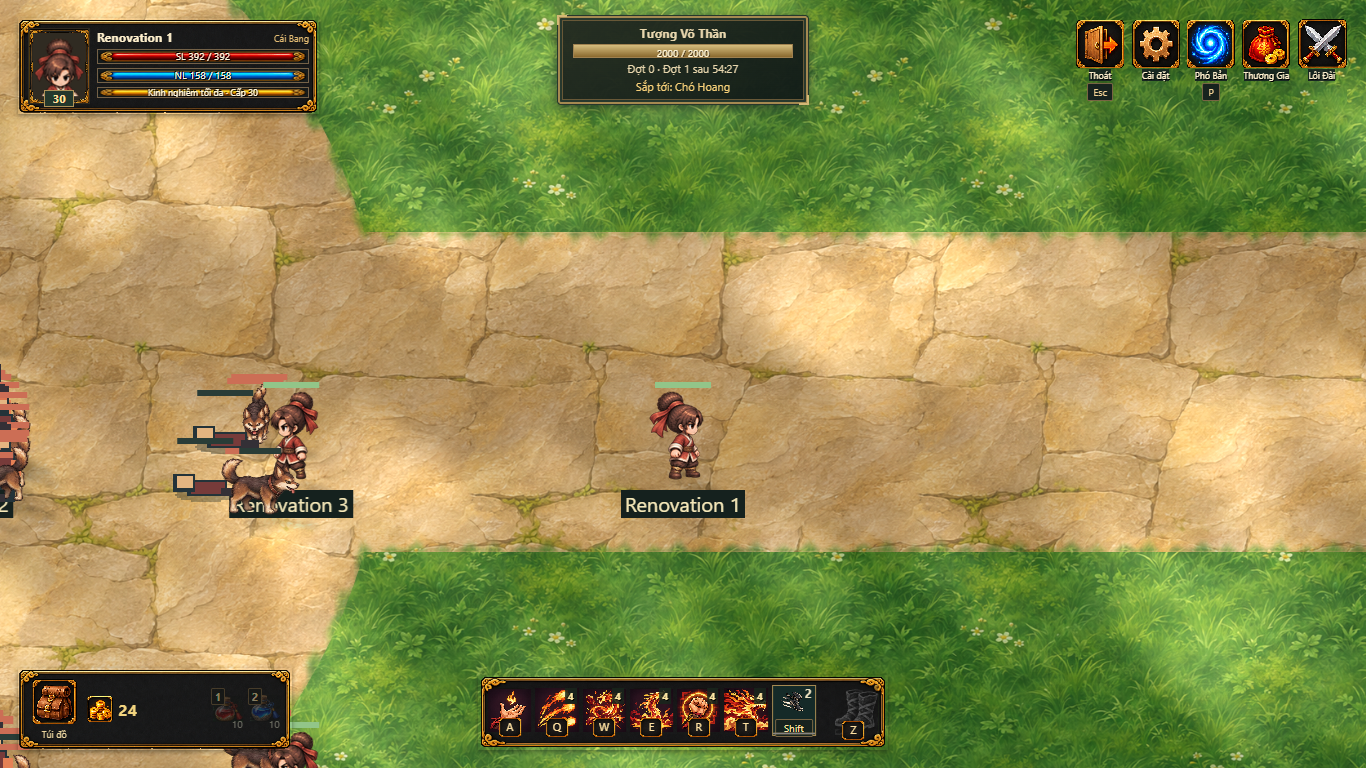 Renovation 1
Cái Bang
SL 392 / 392
NL 158 / 158
Kinh nghiệm tối đa · Cấp 30
30
Tượng Võ Thần
2000 / 2000
Đợt 0 · Đợt 1 sau 54:27
Sắp tới: Chó Hoang
Thoát
Cài đặt
Phó Bản
Thương Gia
Lôi Đài
Esc
P
2
Renovation 3
Renovation 1
24
1
2
10
10
Túi đồ
4
4
4
4
4
2
A
Q
W
E
R
T
Shift
Z